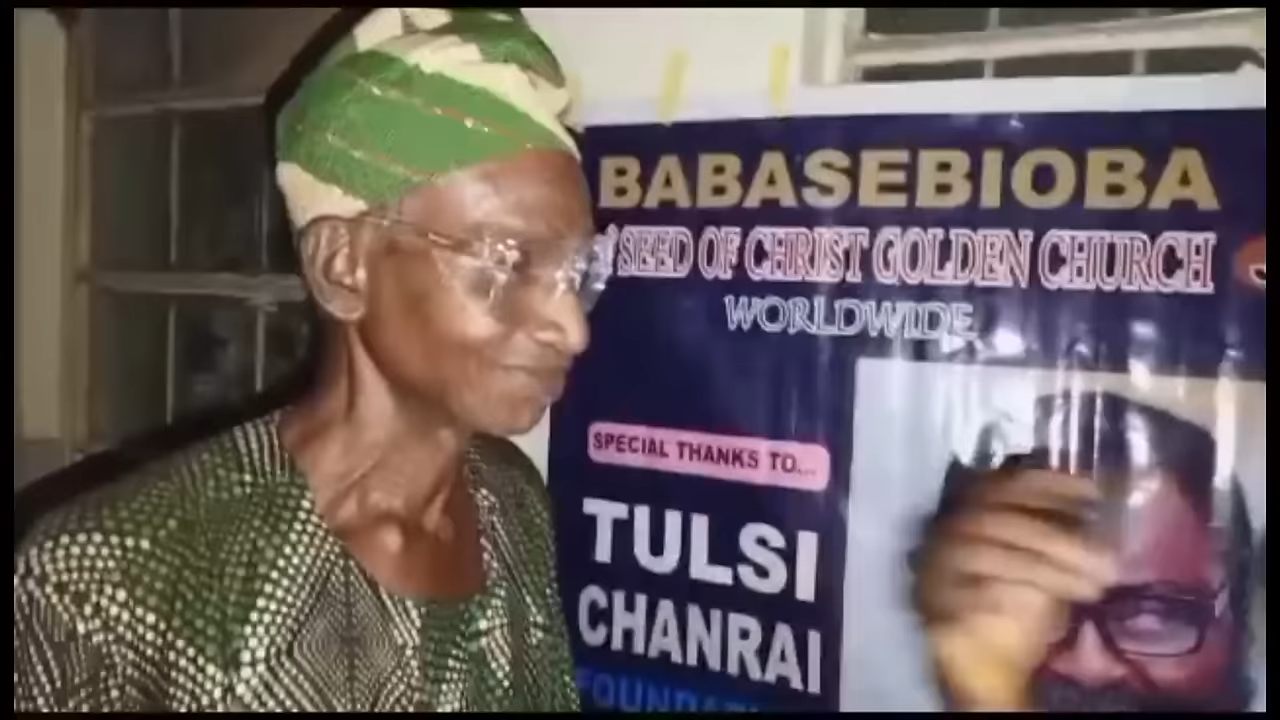 BABASEBIOBA
SEED OF CHRIST GOLDEN CHURCH
WORLDWIDE
SPECIAL THANKS TO...
TULSI
CHANRAI